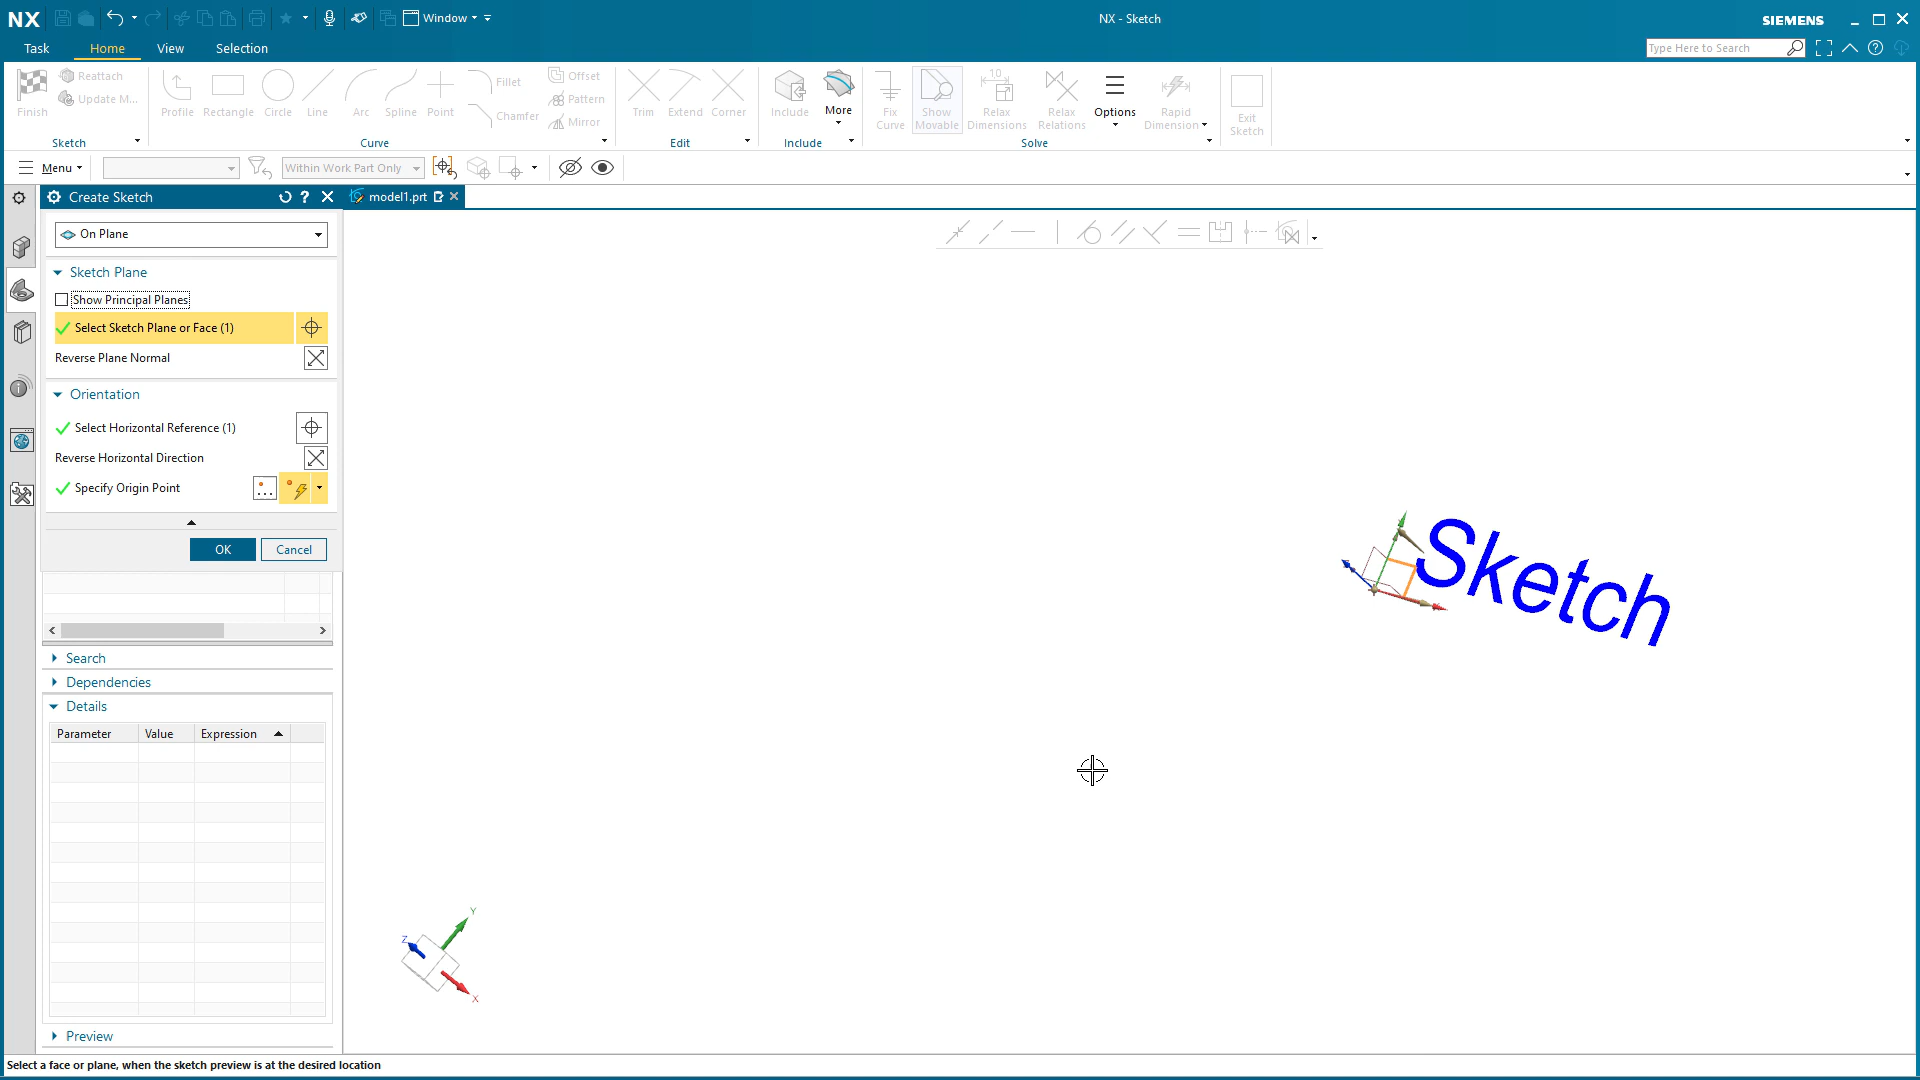 NX
Window
NX - Sketch
SIEMENS
Task
Home
View
Selection
Type Here to Search
Finish
Reattach
Update M...
Sketch
Profile
Rectangle
Circle
Line
Arc
Spline
Point
Fillet
Chamfer
Offset
Pattern
Mirror
Curve
Trim
Extend
Corner
Edit
Include
More
Include
Fix
Curve
Show
Movable
10
Relax
Dimensions
Relax
Relations
Options
Rapid
Dimension
Solve
Exit
Sketch
Menu
Within Work Part Only
Create Sketch
model1.prt
On Plane
Sketch Plane
Show Principal Planes
Select Sketch Plane or Face (1)
Reverse Plane Normal
Orientation
Select Horizontal Reference (1)
Reverse Horizontal Direction
Specify Origin Point
OK
Cancel
Search
Dependencies
Details
Parameter
Value
Expression
Preview
Sketch
Y
Z
X
Select a face or plane, when the sketch preview is at the desired location